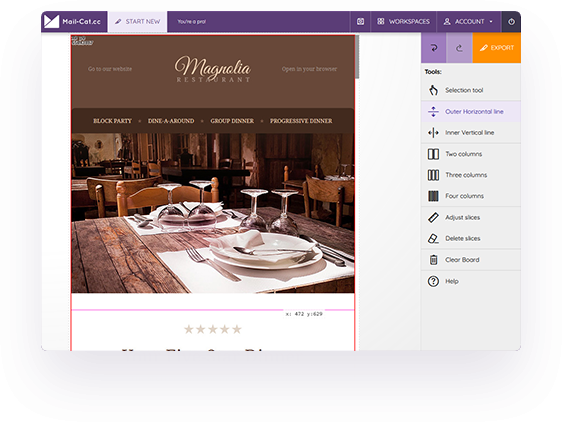 Mail-Cat.cc
START NEW
You're a pro!
WORKSPACES
ACCOUNT
EXPORT
Go to our website
Magnolia
RESTAURANT
Open in your browser
BLOCK PARTY
DINE-A-AROUND
GROUP DINNER
PROGRESSIVE DINNER
Tools:
Selection tool
Outer Horizontal line
Inner Vertical line
Two columns
Three columns
Four columns
Adjust slices
Delete slices
Clear Board
Help
x: 472 y:629